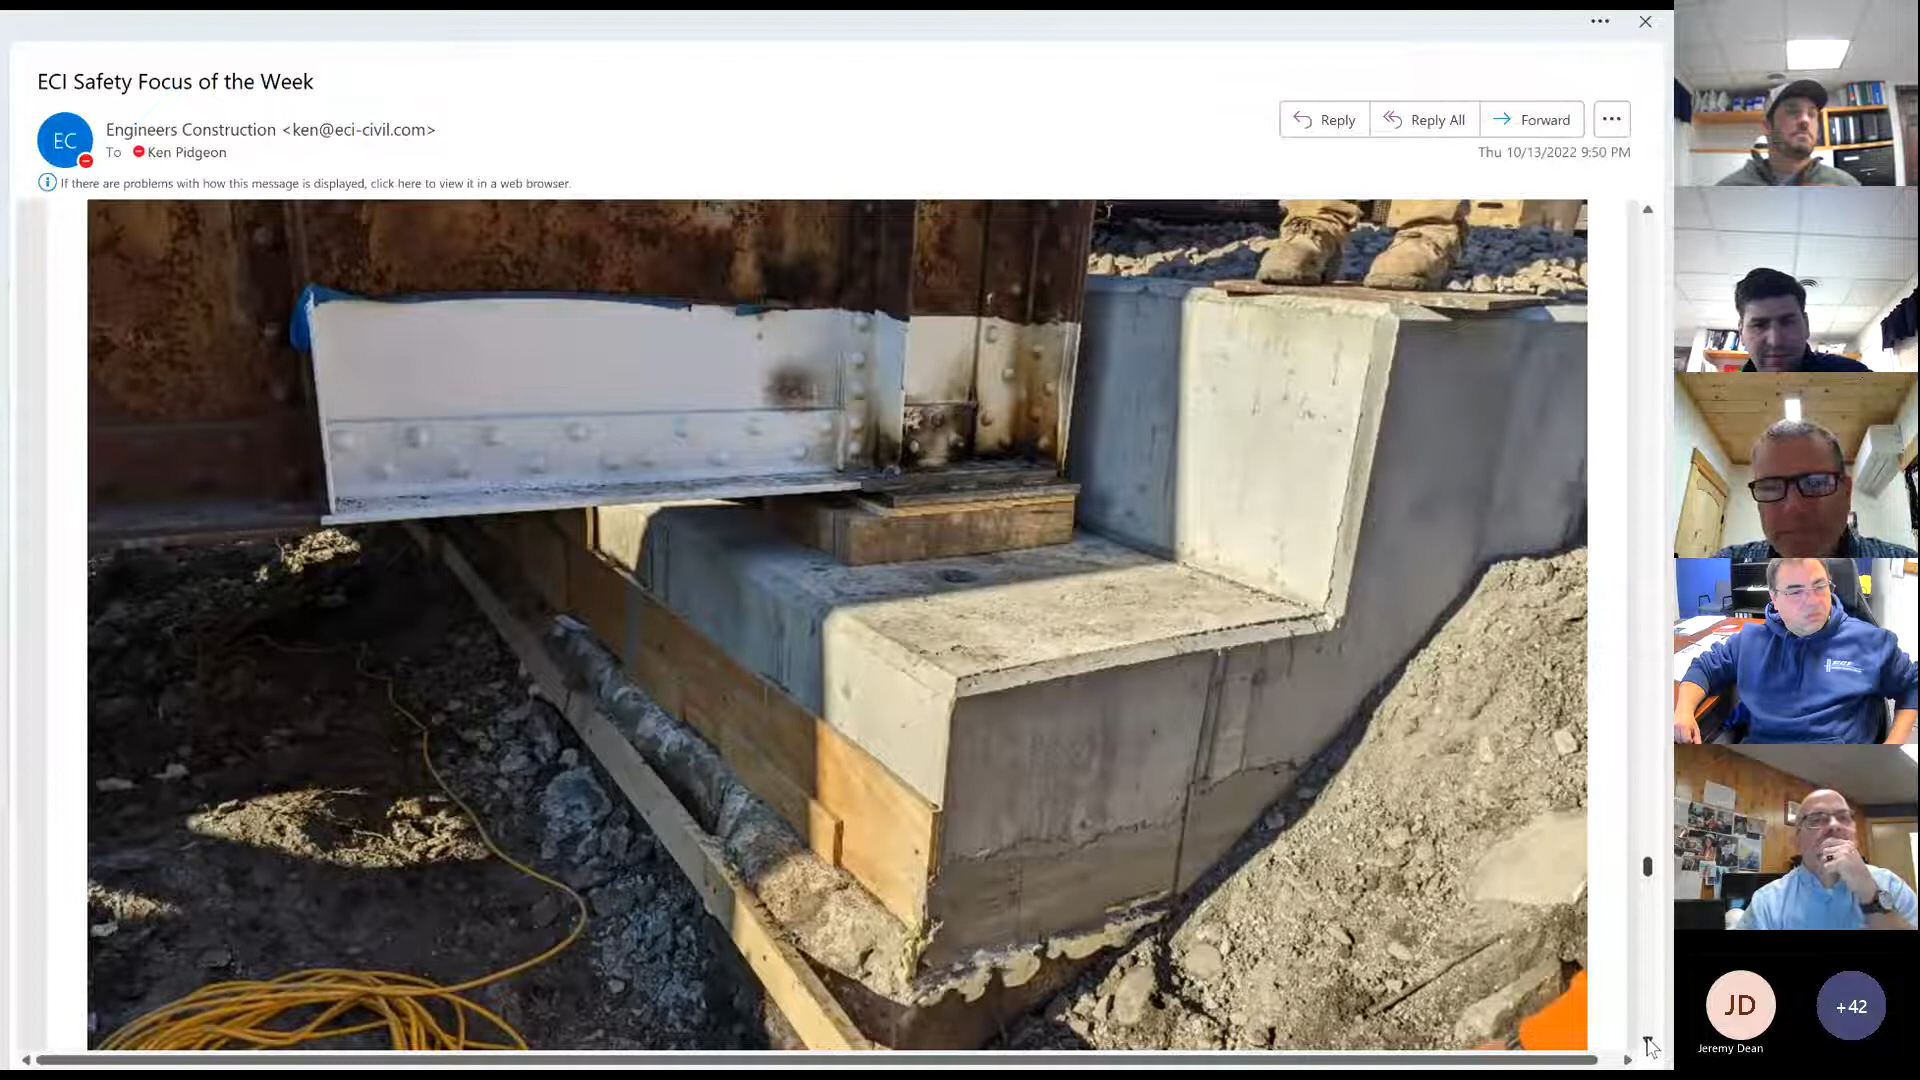 ECI Safety Focus of the Week
EC
Engineers Construction <ken@eci-civil.com>
To Ken Pidgeon
Reply
Reply All
Forward
Thu 10/13/2022 9:50 PM
If there are problems with how this message is displayed, click here to view it in a web browser.
ECI
JD
Jeremy Dean
+42